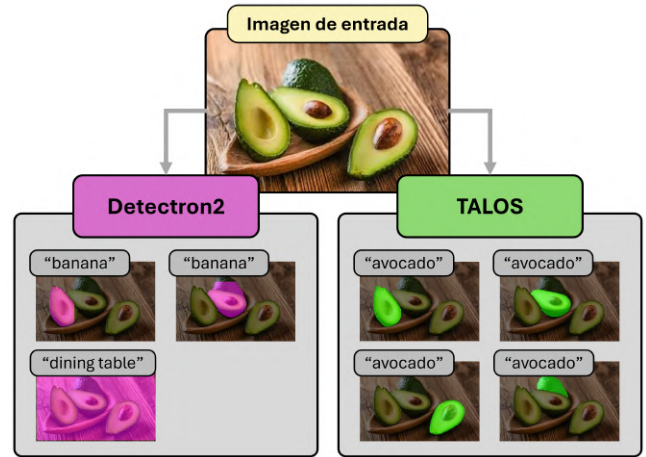 Imagen de entrada
Detectron2
TALOS
“banana”
“banana”
“dining table”
“avocado”
“avocado”
“avocado”
“avocado”